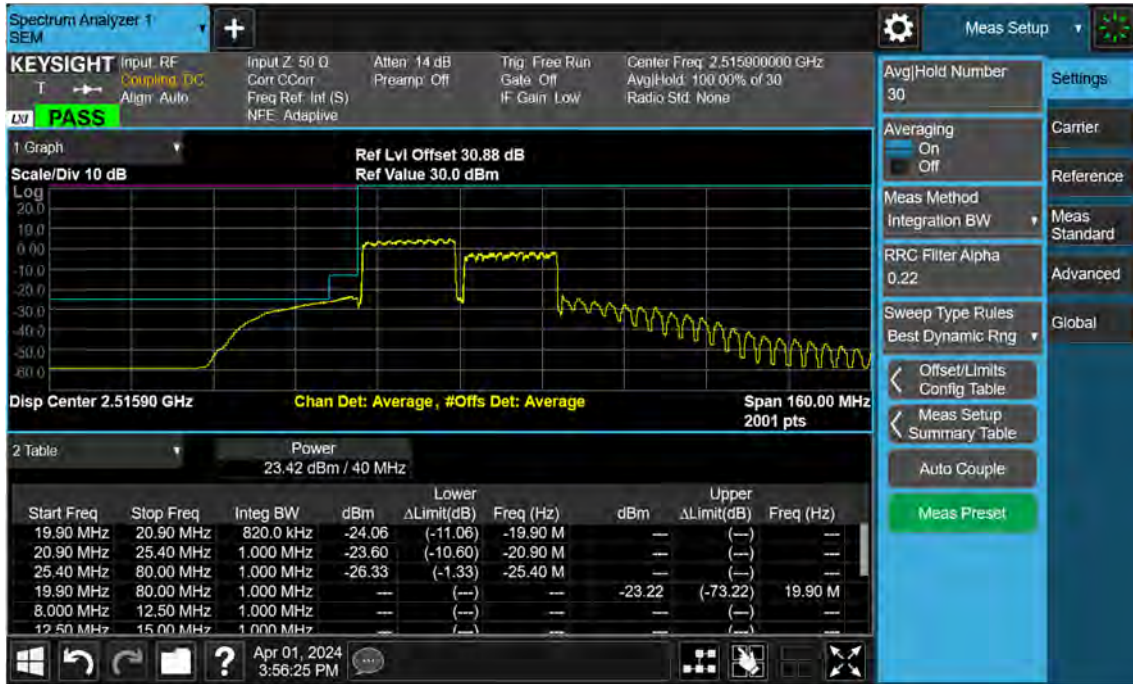 Spectrum Analyzer 1
SEM
Meas Setup
KEYSIGHT
Input: RF
Coupling: DC
Align: Auto
Input Z: 50 Ω
Corr CCorr
Freq Ref: Int (S)
NFE: Adaptive
Atten: 14 dB
Preamp: Off
Trig: Free Run
Gate: Off
IF Gain: Low
Center Freq: 2.515900000 GHz
Avg|Hold: 100.00% of 30
Radio Std: None
T
LXI
PASS
1 Graph
Scale/Div 10 dB
Ref Lvl Offset 30.88 dB
Ref Value 30.0 dBm
Log
20.0
10.0
0.00
-10.0
-20.0
-30.0
-40.0
-50.0
-60.0
Disp Center 2.51590 GHz
Chan Det: Average, #Offs Det: Average
Span 160.00 MHz
2001 pts
2 Table
Power
23.42 dBm / 40 MHz
Lower Upper
Start Freq Stop Freq Integ BW dBm ΔLimit(dB) Freq (Hz) dBm ΔLimit(dB) Freq (Hz)
19.90 MHz 20.90 MHz 820.0 kHz -24.06 (-11.06) -19.90 M --- (---) ---
20.90 MHz 25.40 MHz 1.000 MHz -23.60 (-10.60) -20.90 M --- (---) ---
25.40 MHz 80.00 MHz 1.000 MHz -26.33 (-1.33) -25.40 M --- (---) ---
19.90 MHz 80.00 MHz 1.000 MHz --- (---) --- -23.22 (-73.22) 19.90 M
8.000 MHz 12.50 MHz 1.000 MHz --- (---) --- --- (---) ---
12.50 MHz 15.00 MHz 1.000 MHz --- (---) --- --- (---) ---
?
Apr 01, 2024
3:56:25 PM
Avg|Hold Number
30
Averaging
On
Off
Meas Method
Integration BW
RRC Filter Alpha
0.22
Sweep Type Rules
Best Dynamic Rng
Offset/Limits
Config Table
Meas Setup
Summary Table
Auto Couple
Meas Preset
Settings
Carrier
Reference
Meas
Standard
Advanced
Global